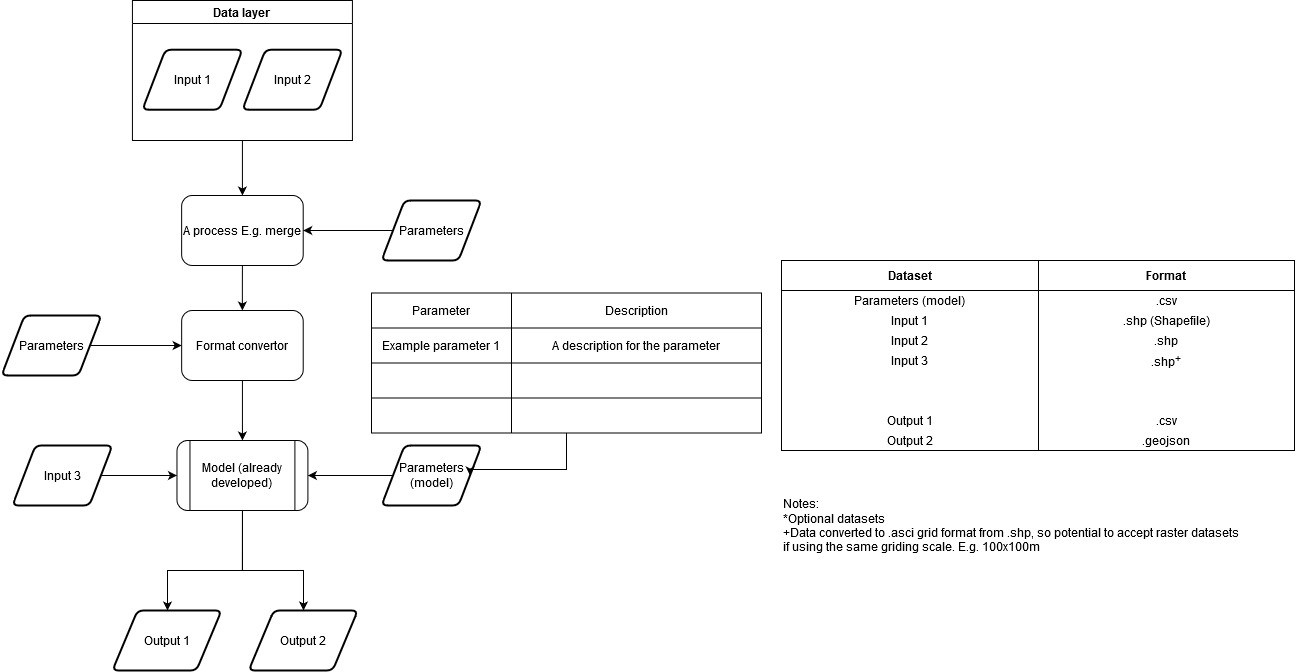 Data layer
Input 1
Input 2
A process E.g. merge
Parameters
Parameters
Format convertor
Parameter Description
Example parameter 1 A description for the parameter
Input 3
Model (already
developed)
Parameters
(model)
Output 1
Output 2
Dataset Format
Parameters (model) .csv
Input 1 .shp (Shapefile)
Input 2 .shp
Input 3 .shp+
Output 1 .csv
Output 2 .geojson
Notes:
*Optional datasets
+Data converted to .asci grid format from .shp, so potential to accept raster datasets
if using the same griding scale. E.g. 100x100m